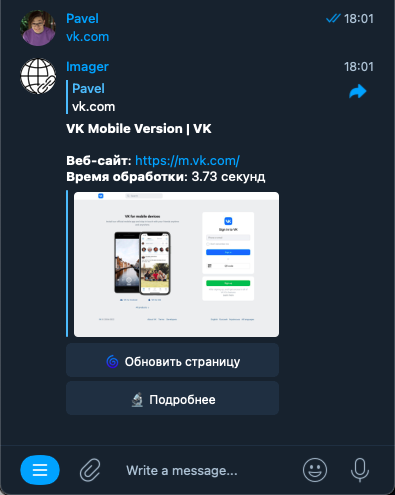 Pavel
18:01
vk.com
Imager
18:01
Pavel
vk.com
VK Mobile Version | VK
Веб-сайт: https://m.vk.com/
Время обработки: 3.73 секунд
VK for mobile devices
Sign in to VK
Обновить страницу
Подробнее
Write a message...